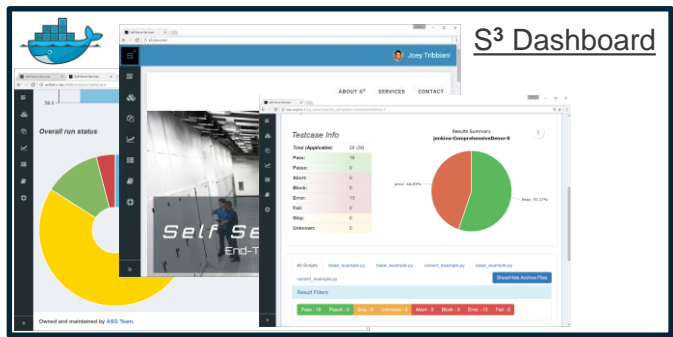 S³ Dashboard
Joey Tribbiani
ABOUT S³ SERVICES CONTACT
56.0
Overall run status
Self Se
End-T
Owned and maintained by ASG Team.
Testcase Info
Total (Applicable):
Pass: 16
Passx: 0
Abort: 0
Block: 0
Error: 13
Fail: 0
Skip: 0
Unknown: 0
Results Summary
jenkins-ComprehensiveDemo-5
error: 44.83%
Pass: 55.17%
All Scripts base_example.py base_example.py variant_example.py base_example.py
variant_example.py
Show/Hide Archive Files
Result Filters
Pass - 16 PassX - 0 Skip - 0 Unknown - 0 Abort - 0 Block - 0 Error - 13 Fail - 0